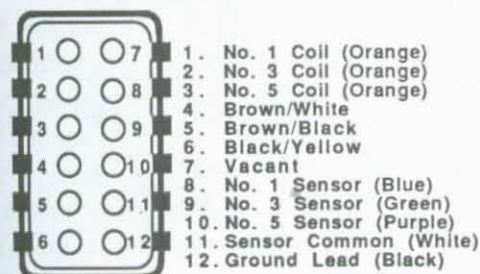 1 7
2 8
3 9
4 10
5 11
6 12
1. No. 1 Coil (Orange)
2. No. 3 Coil (Orange)
3. No. 5 Coil (Orange)
4. Brown/White
5. Brown/Black
6. Black/Yellow
7. Vacant
8. No. 1 Sensor (Blue)
9. No. 3 Sensor (Green)
10. No. 5 Sensor (Purple)
11. Sensor Common (White)
12. Ground Lead (Black)